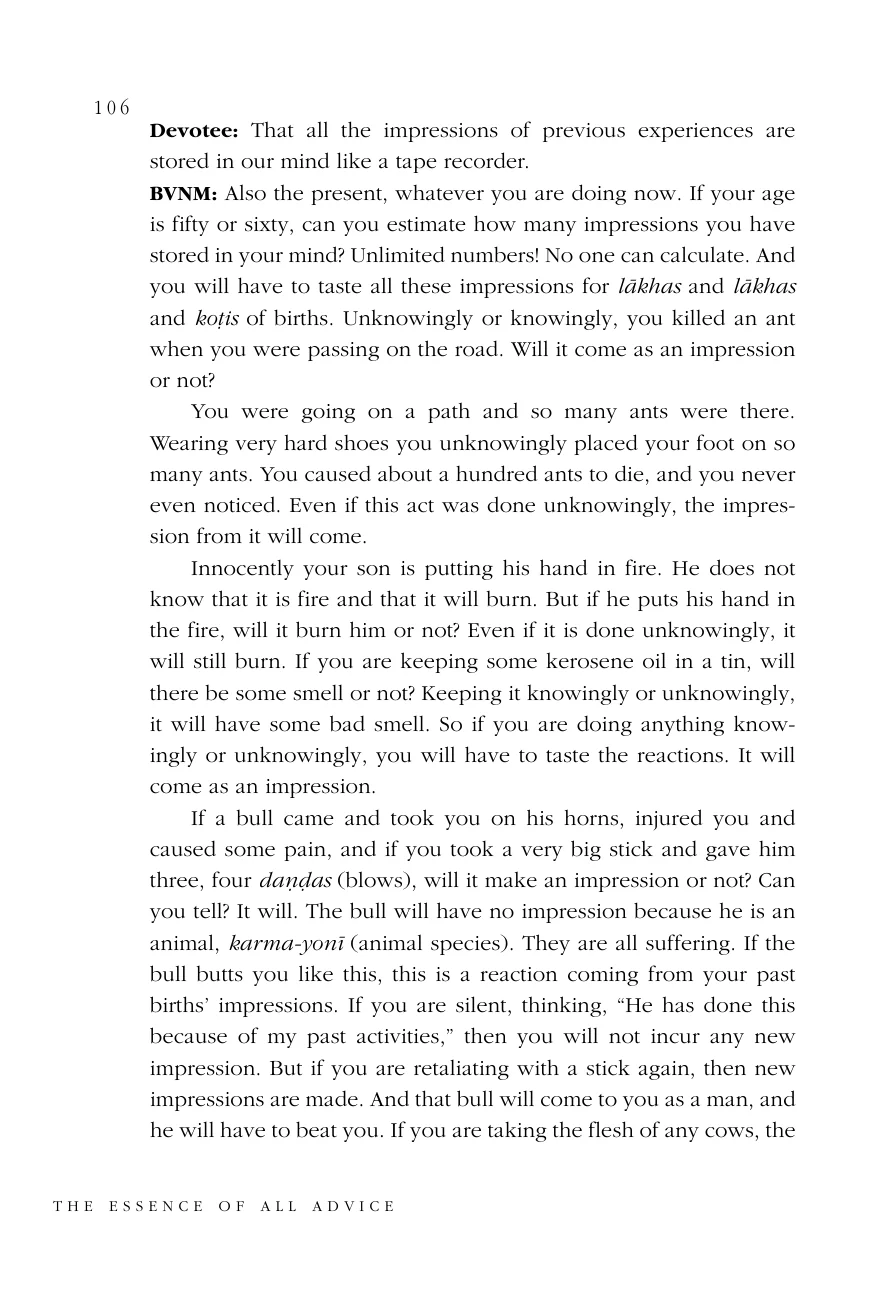 106
Devotee: That all the impressions of previous experiences are
stored in our mind like a tape recorder.
BVNM: Also the present, whatever you are doing now. If your age
is fifty or sixty, can you estimate how many impressions you have
stored in your mind? Unlimited numbers! No one can calculate. And
you will have to taste all these impressions for lākhas and lākhas
and koṭis of births. Unknowingly or knowingly, you killed an ant
when you were passing on the road. Will it come as an impression
or not?
You were going on a path and so many ants were there.
Wearing very hard shoes you unknowingly placed your foot on so
many ants. You caused about a hundred ants to die, and you never
even noticed. Even if this act was done unknowingly, the impres-
sion from it will come.
Innocently your son is putting his hand in fire. He does not
know that it is fire and that it will burn. But if he puts his hand in
the fire, will it burn him or not? Even if it is done unknowingly, it
will still burn. If you are keeping some kerosene oil in a tin, will
there be some smell or not? Keeping it knowingly or unknowingly,
it will have some bad smell. So if you are doing anything know-
ingly or unknowingly, you will have to taste the reactions. It will
come as an impression.
If a bull came and took you on his horns, injured you and
caused some pain, and if you took a very big stick and gave him
three, four daṇḍas (blows), will it make an impression or not? Can
you tell? It will. The bull will have no impression because he is an
animal, karma-yonī (animal species). They are all suffering. If the
bull butts you like this, this is a reaction coming from your past
births’ impressions. If you are silent, thinking, “He has done this
because of my past activities,” then you will not incur any new
impression. But if you are retaliating with a stick again, then new
impressions are made. And that bull will come to you as a man, and
he will have to beat you. If you are taking the flesh of any cows, the
THE ESSENCE OF ALL ADVICE